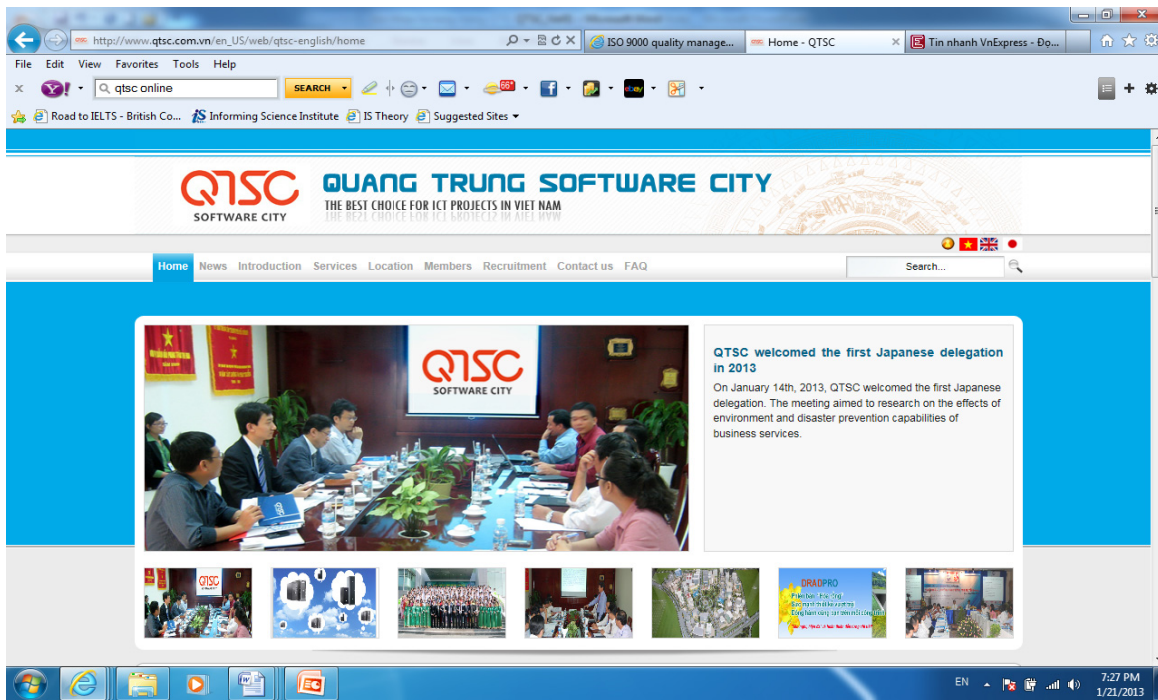 http://www.qtsc.com.vn/en_US/web/qtsc-english/home
ISO 9000 quality manage...
Home - QTSC
Tin nhanh VnExpress - Đọ...
File Edit View Favorites Tools Help
qtsc online
SEARCH
ebay
Road to IELTS - British Co...
iS Informing Science Institute
IS Theory
Suggested Sites
QTSC
SOFTWARE CITY
QUANG TRUNG SOFTWARE CITY
THE BEST CHOICE FOR ICT PROJECTS IN VIET NAM
Home News Introduction Services Location Members Recruitment Contact us FAQ
Search...
QTSC
SOFTWARE CITY
QTSC welcomed the first Japanese delegation
in 2013
On January 14th, 2013, QTSC welcomed the first Japanese
delegation. The meeting aimed to research on the effects of
environment and disaster prevention capabilities of
business services.
QTSC
DRADPRO
EN
7:27 PM
1/21/2013